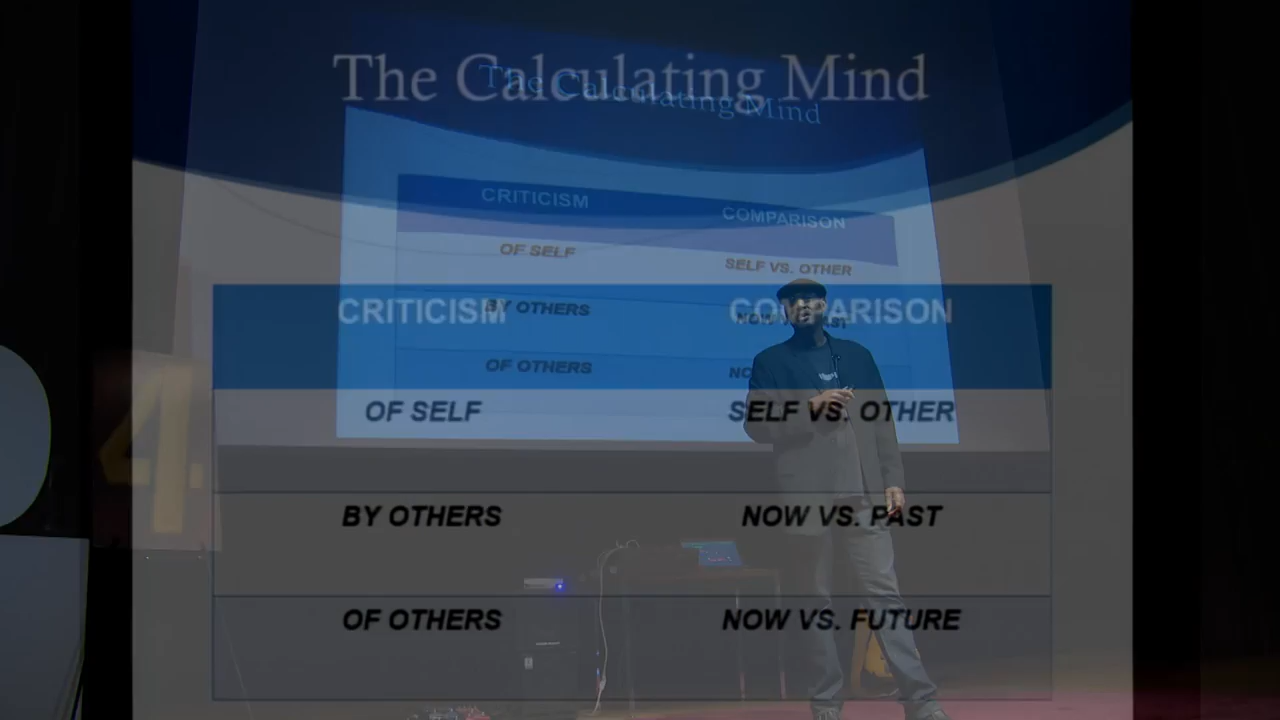 The Calculating Mind
CRITICISM COMPARISON
OF SELF SELF VS. OTHER
BY OTHERS NOW VS. PAST
OF OTHERS NOW VS. FUTURE
The Calculating Mind
CRITICISM COMPARISON
OF SELF SELF VS. OTHER
BY OTHERS
OF OTHERS
4